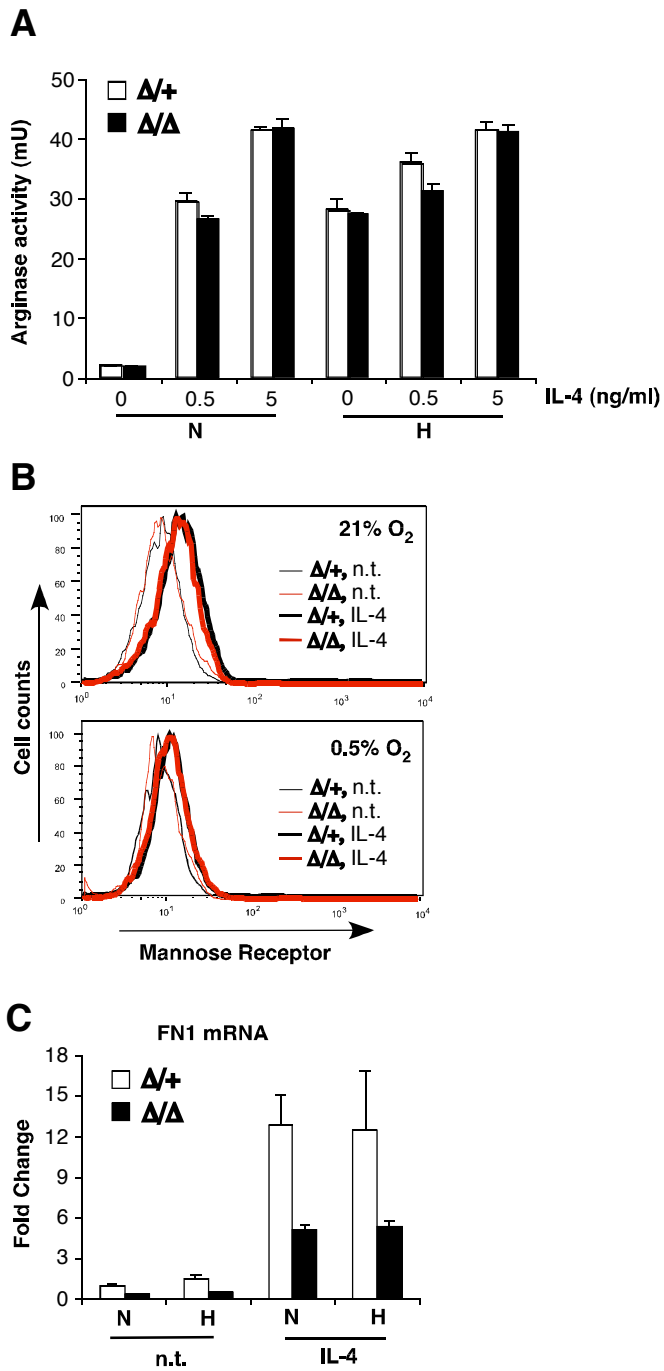 A
Arginase activity (mU)
50
40
30
20
10
0
Δ/+
Δ/Δ
0 0.5 5 0 0.5 5 IL-4 (ng/ml)
N H
B
Cell counts
100
80
60
40
20
0
21% O2
Δ/+, n.t.
Δ/Δ, n.t.
Δ/+, IL-4
Δ/Δ, IL-4
10^0 10^1 10^2 10^3 10^4
100
80
60
40
20
0
0.5% O2
Δ/+, n.t.
Δ/Δ, n.t.
Δ/+, IL-4
Δ/Δ, IL-4
10^0 10^1 10^2 10^3 10^4
Mannose Receptor
C
FN1 mRNA
Fold Change
18
15
12
9
6
3
0
Δ/+
Δ/Δ
N H N H
n.t. IL-4